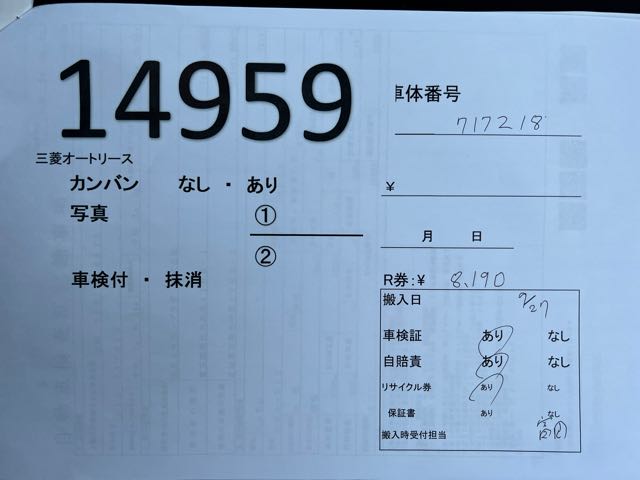 14959
三菱オートリース
カンバン なし ・ あり
写真 ①
②
車検付 ・ 抹消
車体番号
717218
¥
月 日
R券:¥ 8,190
搬入日 9/27
車検証 あり なし
自賠責 あり なし
リサイクル券 あり なし
保証書 あり なし
搬入時受付担当